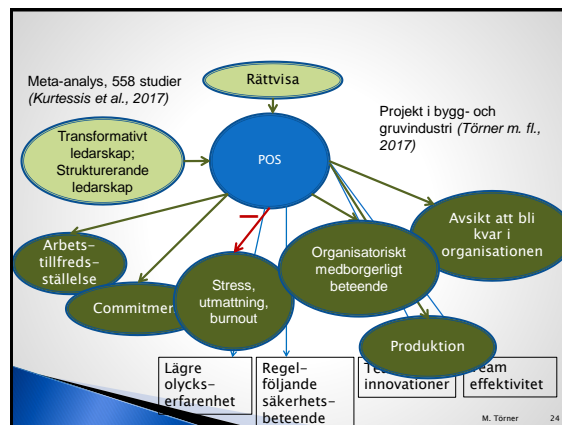 Meta-analys, 558 studier
(Kurtessis et al., 2017)
Rättvisa
Projekt i bygg- och
gruvindustri (Törner m. fl.,
2017)
Transformativt
ledarskap;
Strukturerande
ledarskap
POS
Arbets-
tillfreds-
ställelse
Commitmen
–
Stress,
utmattning,
burnout
Organisatoriskt
medborgerligt
beteende
Avsikt att bli
kvar i
organisationen
Produktion
Lägre
olycks-
erfarenhet
Regel-
följande
säkerhets-
beteende
innovationer
effektivitet
M. Törner 24